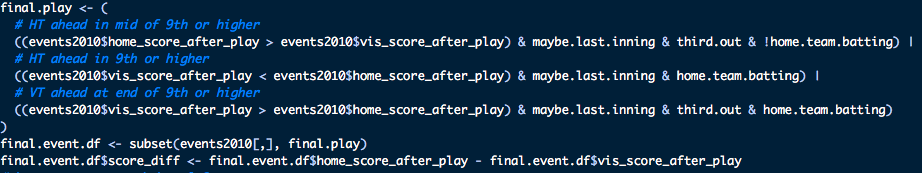 final.play <- (
  # HT ahead in mid of 9th or higher
  ((events2010$home_score_after_play > events2010$vis_score_after_play) & maybe.last.inning & third.out & !home.team.batting) |
  # HT ahead in 9th or higher
  ((events2010$vis_score_after_play < events2010$home_score_after_play) & maybe.last.inning & home.team.batting) |
  # VT ahead at end of 9th or higher
  ((events2010$vis_score_after_play > events2010$home_score_after_play) & maybe.last.inning & third.out & home.team.batting)
)
final.event.df <- subset(events2010[,], final.play)
final.event.df$score_diff <- final.event.df$home_score_after_play - final.event.df$vis_score_after_play